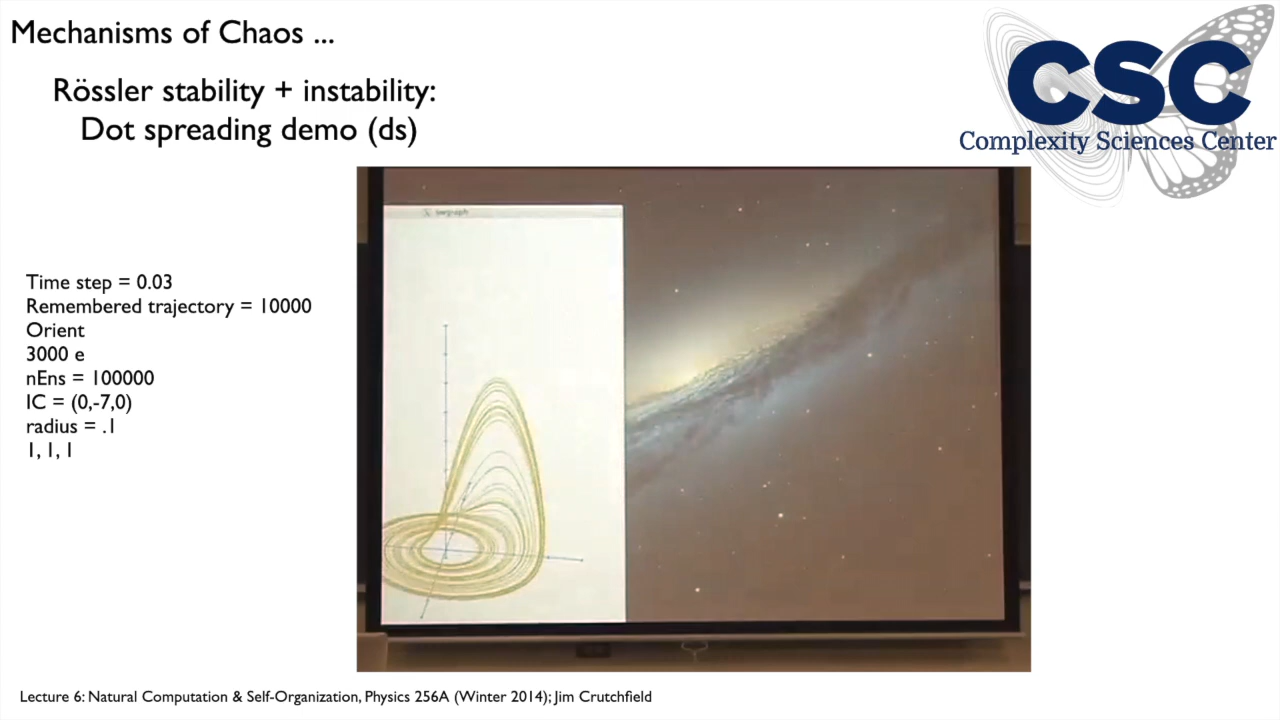 Mechanisms of Chaos ...
Rössler stability + instability:
Dot spreading demo (ds)
CSC
Complexity Sciences Center
Time step = 0.03
Remembered trajectory = 10000
Orient
3000 e
nEns = 100000
IC = (0,-7,0)
radius = .1
1, 1, 1
Lecture 6: Natural Computation & Self-Organization, Physics 256A (Winter 2014); Jim Crutchfield